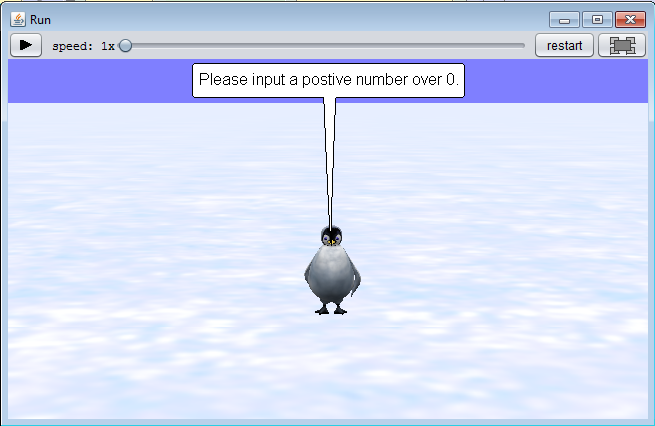 Run
speed: 1x
restart
Please input a postive number over 0.